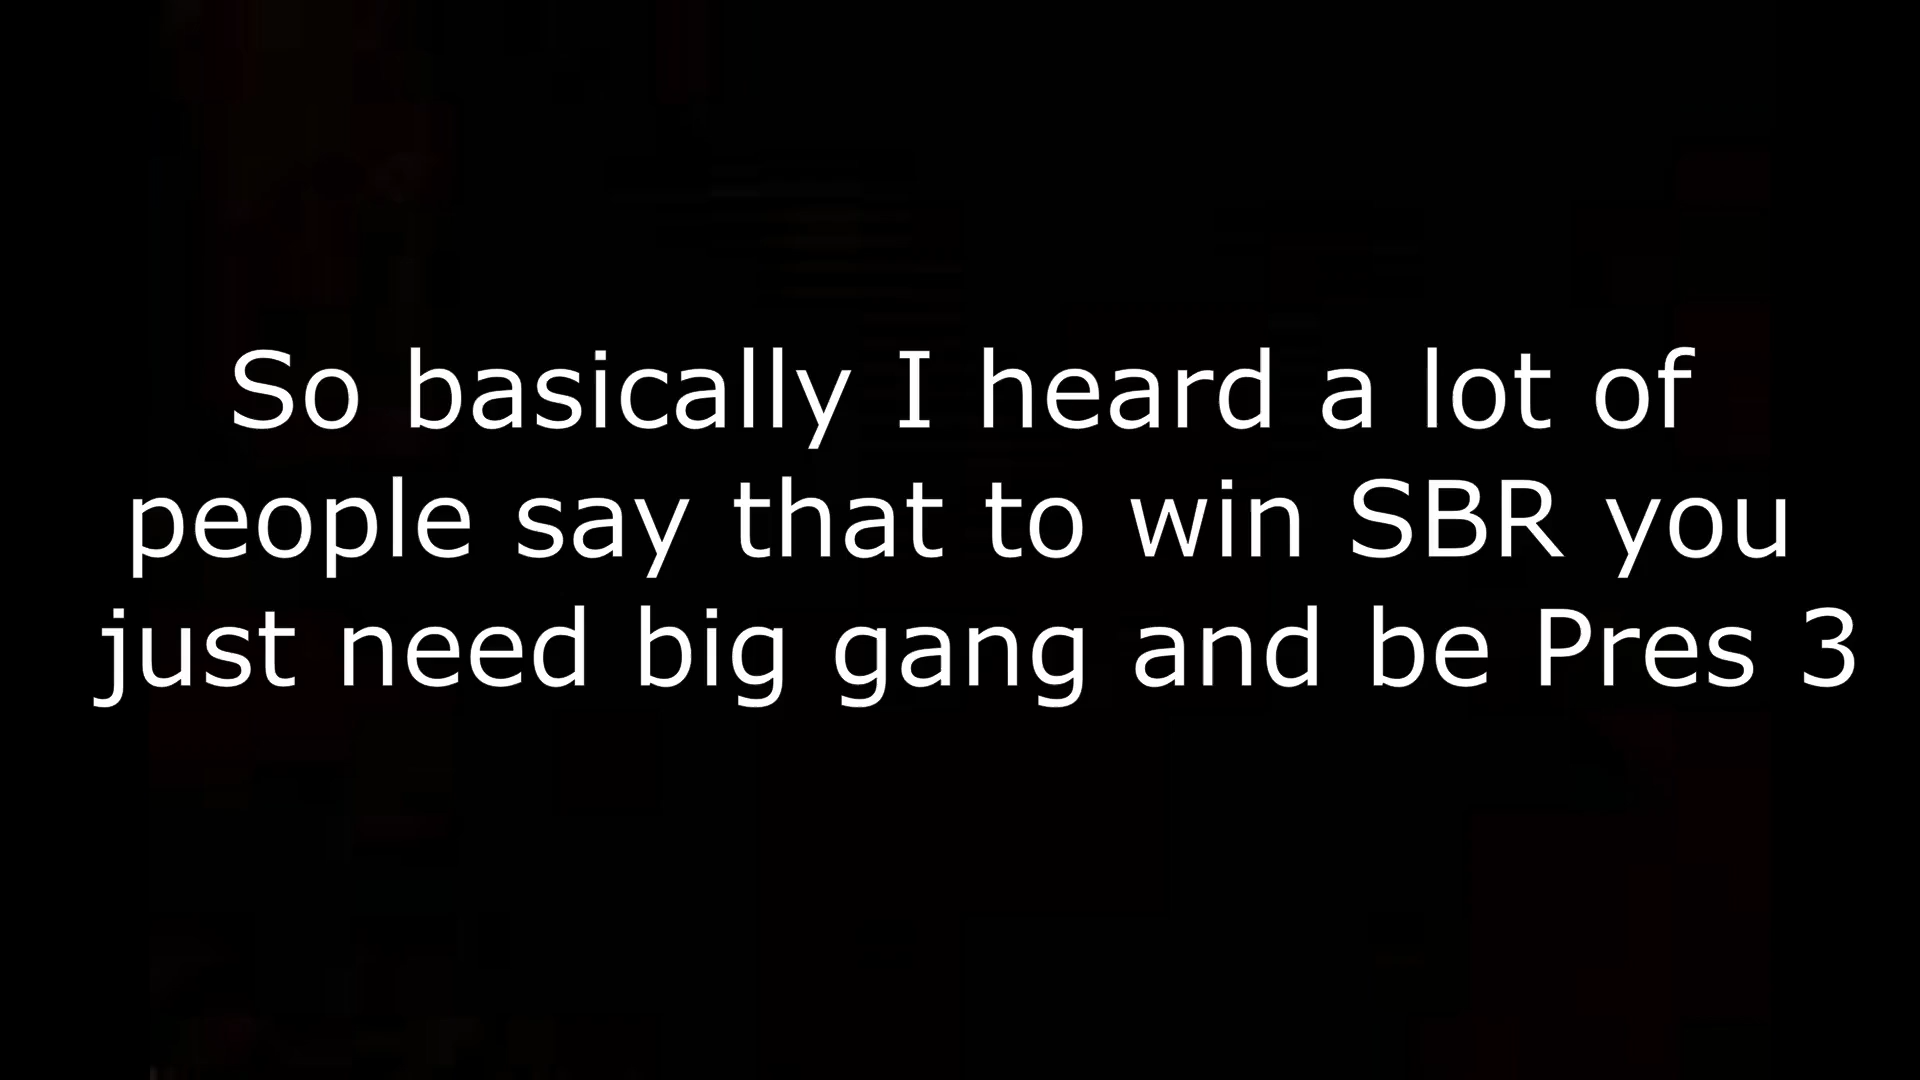 So basically I heard a lot of
people say that to win SBR you
just need big gang and be Pres 3